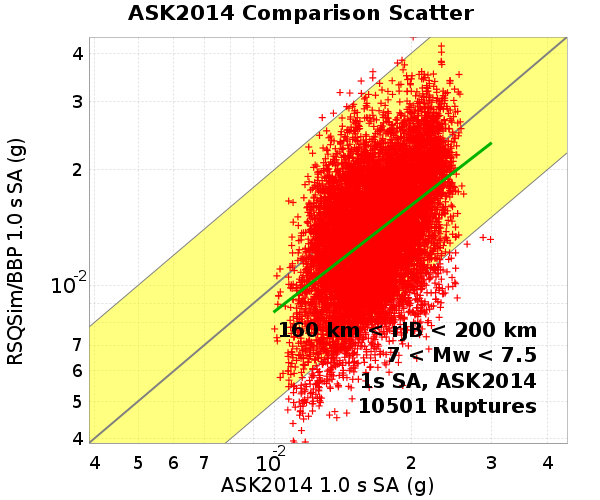 ASK2014 Comparison Scatter
RSQSim/BBP 1.0 s SA (g)
4
3
2
10-2
7
6
5
4
160 km < rJB < 200 km
7 < Mw < 7.5
1s SA, ASK2014
10501 Ruptures
4 5 6 7 10-2 2 3 4
ASK2014 1.0 s SA (g)